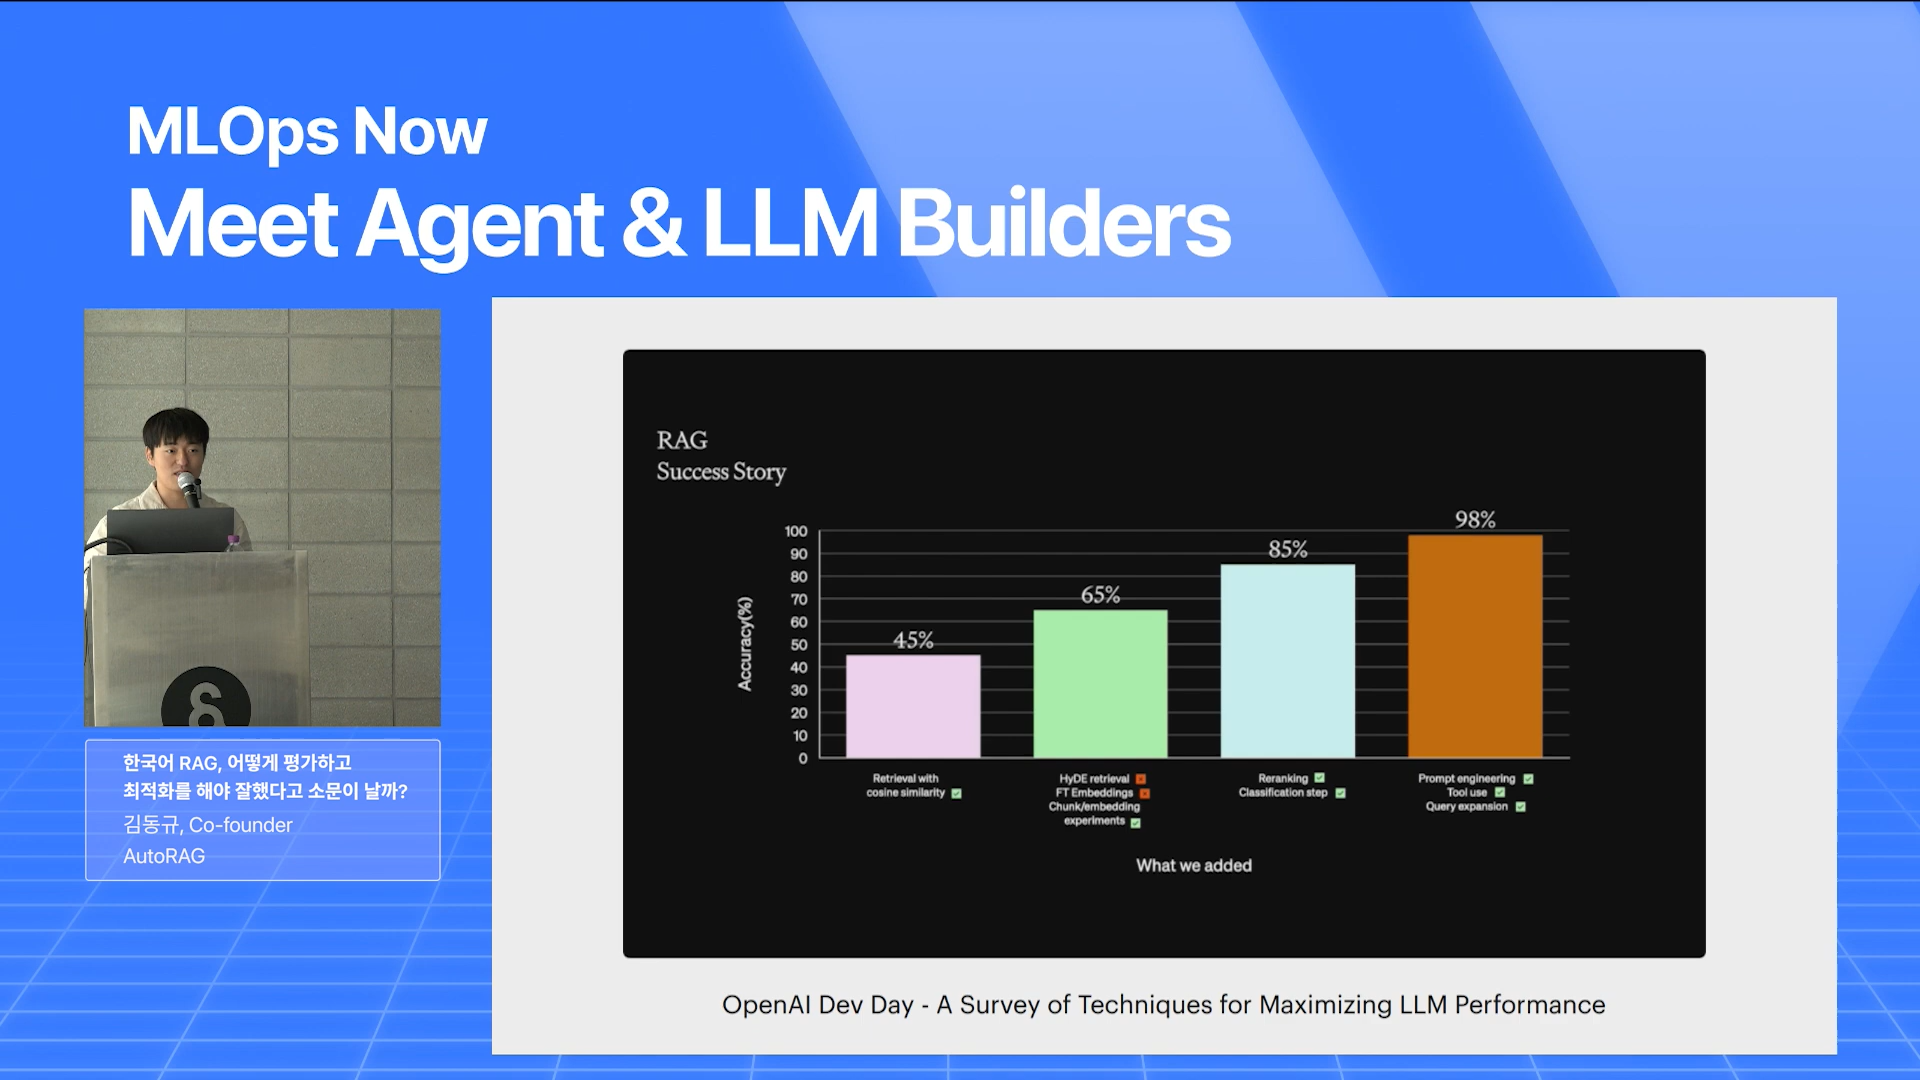 MLOps Now
Meet Agent & LLM Builders
한국어 RAG, 어떻게 평가하고
최적화를 해야 잘했다고 소문이 날까?
김동규, Co-founder
AutoRAG
RAG
Success Story
Accuracy(%)
100
90
80
70
60
50
40
30
20
10
0
45%
65%
85%
98%
Retrieval with
cosine similarity
HyDE retrieval
FT Embeddings
Chunk/embedding
experiments
Reranking
Classification step
Prompt engineering
Tool use
Query expansion
What we added
OpenAI Dev Day - A Survey of Techniques for Maximizing LLM Performance